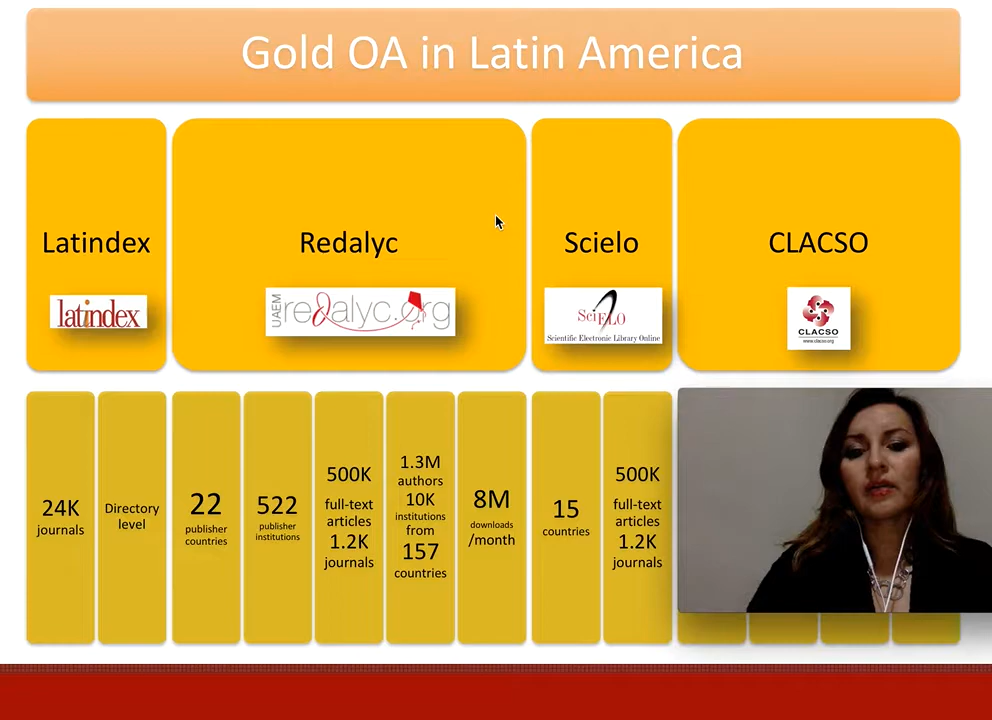 Gold OA in Latin America
Latindex
latindex
Redalyc
UAEM
redalyc.org
Scielo
SciELO
Scientific Electronic Library Online
CLACSO
CLACSO
www.clacso.org
24K
journals
Directory
level
22
publisher
countries
522
publisher
institutions
500K
full-text
articles
1.2K
journals
1.3M
authors
10K
institutions
from
157
countries
8M
downloads
/month
15
countries
500K
full-text
articles
1.2K
journals